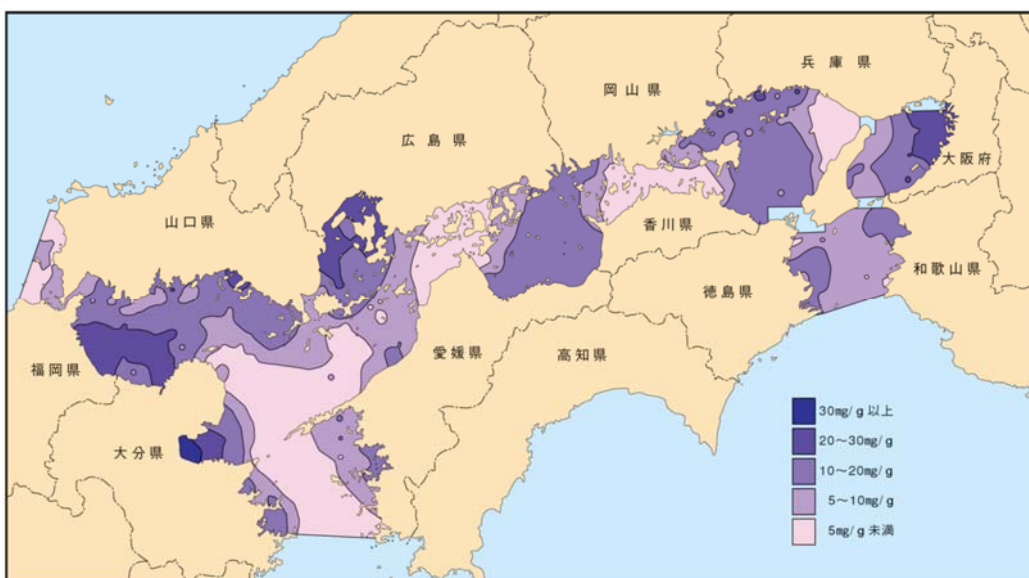 兵庫県
岡山県
広島県
大阪府
山口県
香川県
和歌山県
徳島県
愛媛県
高知県
福岡県
大分県
30mg/g以上
20～30mg/g
10～20mg/g
5～10mg/g
5mg/g未満